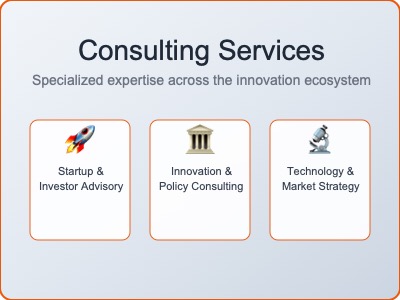 Consulting Services
Specialized expertise across the innovation ecosystem
Startup &
Investor Advisory
Innovation &
Policy Consulting
Technology &
Market Strategy